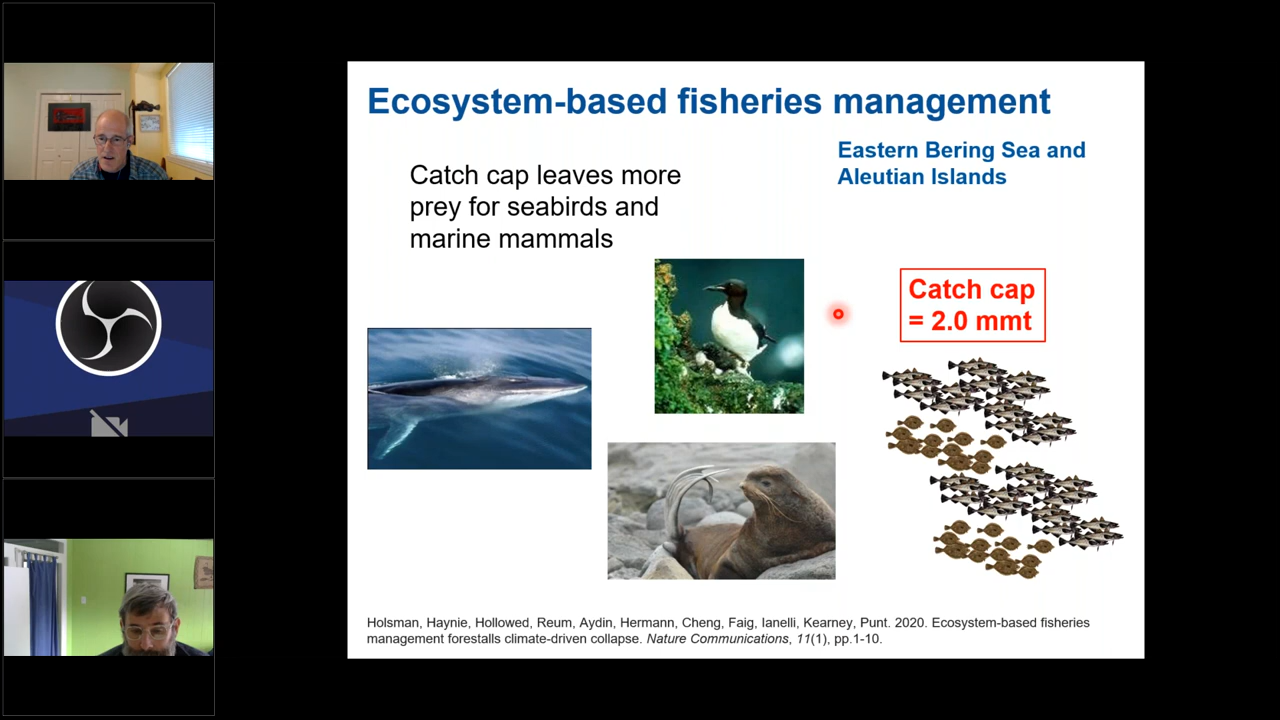 Ecosystem-based fisheries management
Eastern Bering Sea and
Aleutian Islands
Catch cap leaves more
prey for seabirds and
marine mammals
Catch cap
= 2.0 mmt
Holsman, Haynie, Hollowed, Reum, Aydin, Hermann, Cheng, Faig, Ianelli, Kearney, Punt. 2020. Ecosystem-based fisheries
management forestalls climate-driven collapse. Nature Communications, 11(1), pp.1-10.